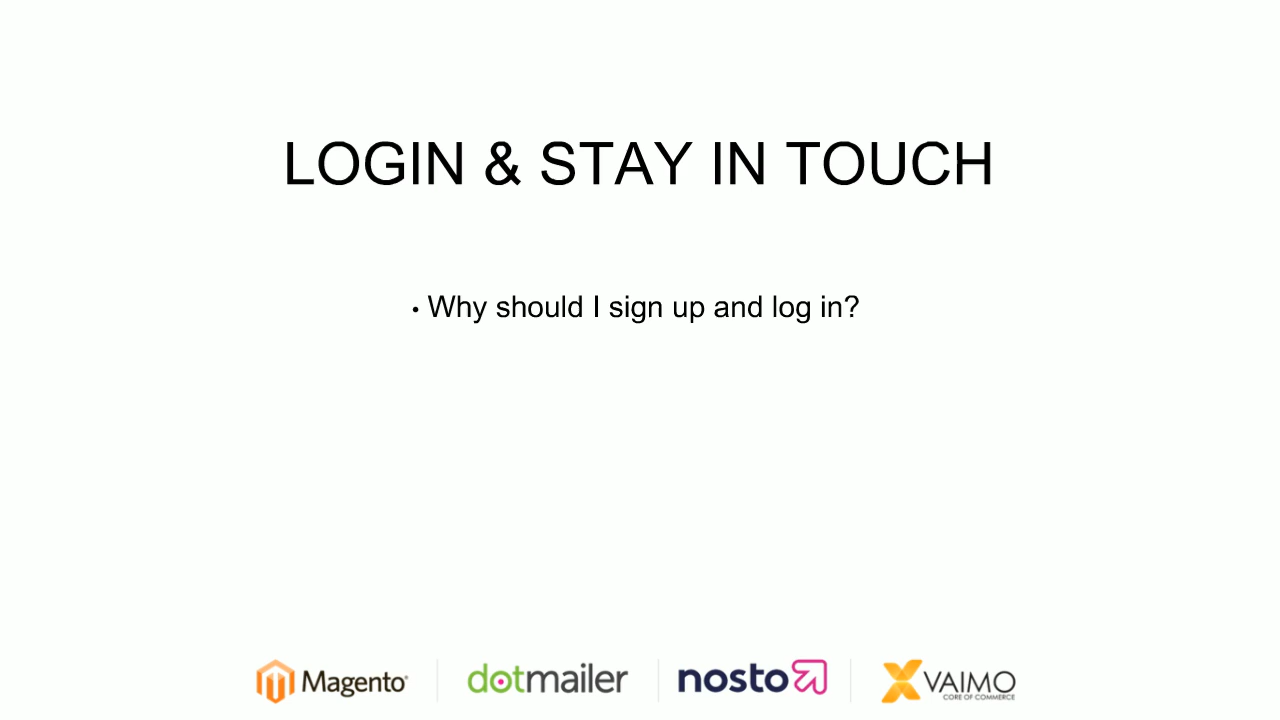 LOGIN & STAY IN TOUCH
• Why should I sign up and log in?
Magento® dotmailer nosto VAIMO
CORE OF COMMERCE